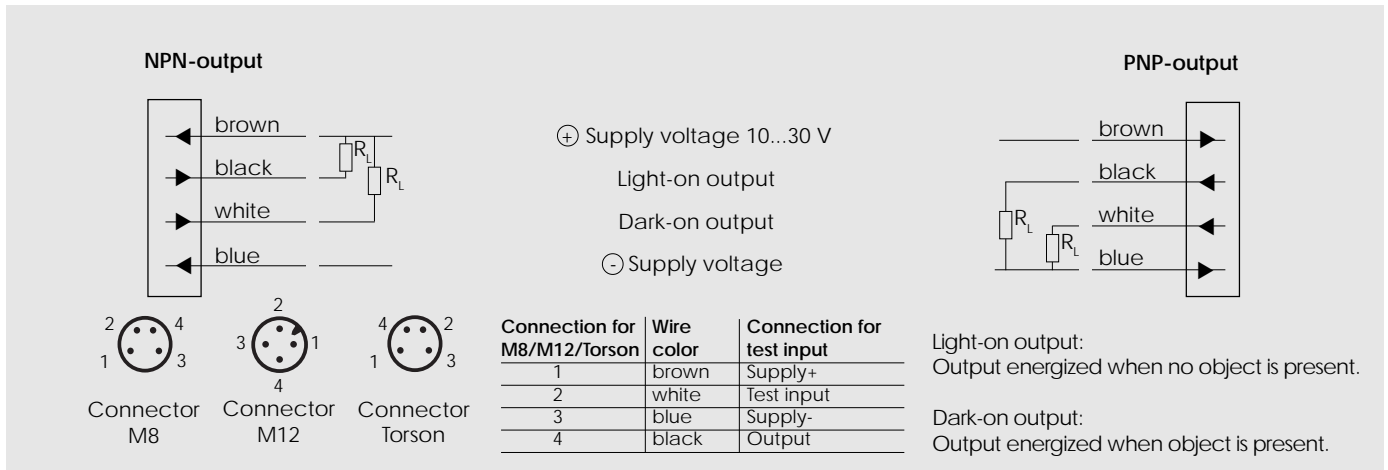 NPN-output
PNP-output
brown
black
white
blue
RL
RL
+ Supply voltage 10...30 V
Light-on output
Dark-on output
- Supply voltage
brown
black
white
blue
RL
RL
2 4
1 3
Connector
M8
2
3 1
4
Connector
M12
4 2
1 3
Connector
Torson
Connection for M8/M12/Torson | Wire color | Connection for test input
1 brown Supply+
2 white Test input
3 blue Supply-
4 black Output
Light-on output:
Output energized when no object is present.
Dark-on output:
Output energized when object is present.